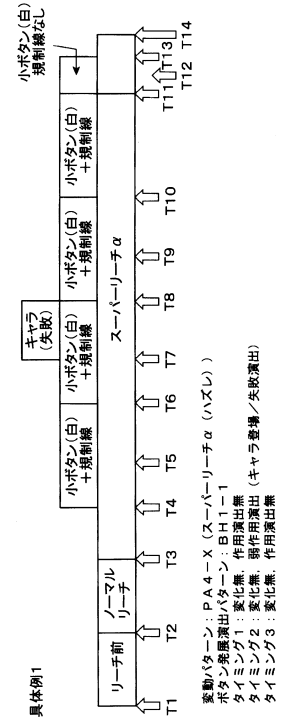 具体例1
キャラ
(失敗)
小ボタン(白)
規制線なし
小ボタン(白)
+規制線
小ボタン(白)
+規制線
小ボタン(白)
+規制線
小ボタン(白)
+規制線
リーチ前
ノーマル
リーチ
スーパーリーチα
T1
T2
T3
T4
T5
T6
T7
T8
T9
T10
T11
T12
T13
T14
変動パターン:PA4-X(スーパーリーチα(ハズレ))
ボタン発展演出パターン:BH1-1
タイミング1:変化無、作用演出無
タイミング2:変化無、弱作用演出(キャラ登場/失敗演出)
タイミング3:変化無、作用演出無